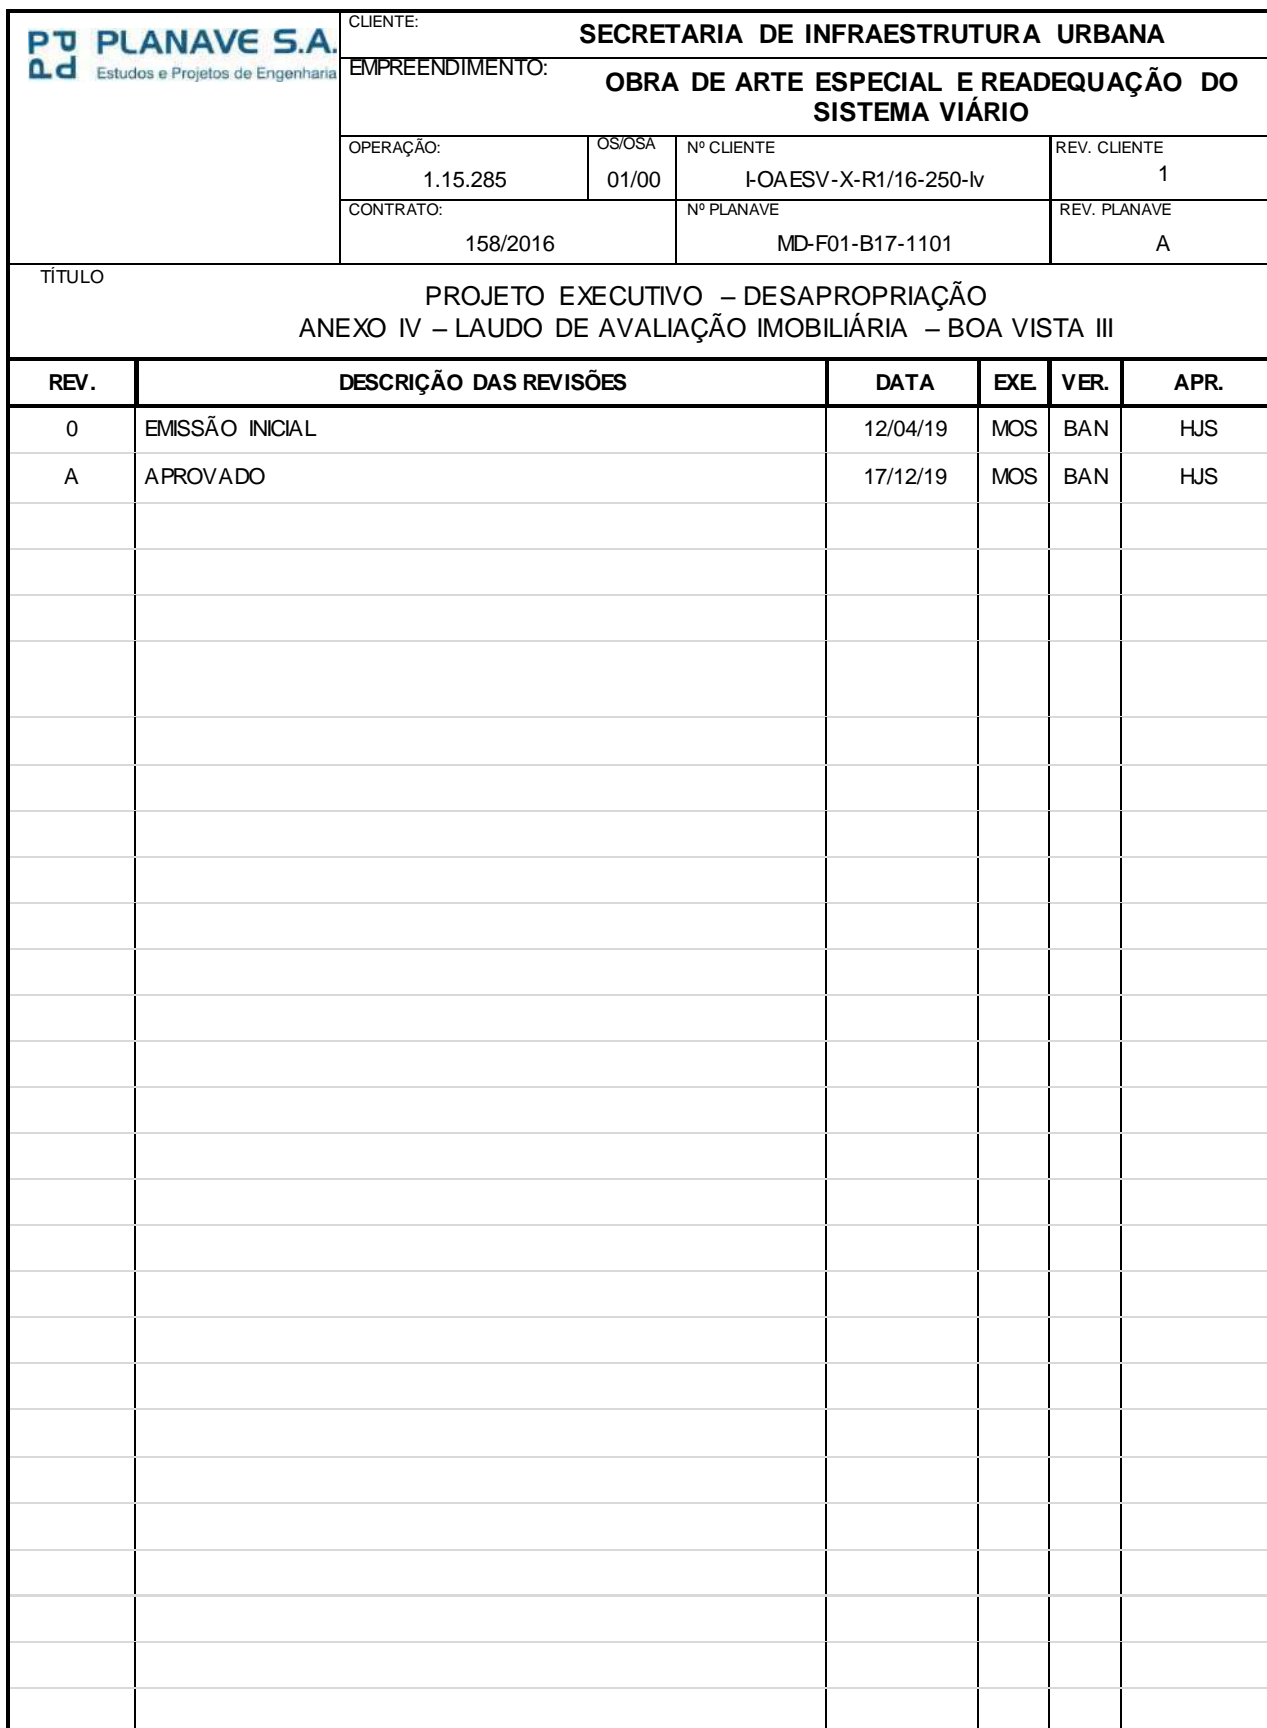 PLANAVE S.A.
Estudos e Projetos de Engenharia
CLIENTE:
SECRETARIA DE INFRAESTRUTURA URBANA
EMPREENDIMENTO:
OBRA DE ARTE ESPECIAL E READEQUAÇÃO DO
SISTEMA VIÁRIO
OPERAÇÃO: OS/OSA Nº CLIENTE REV. CLIENTE
1.15.285 01/00 I-OAESV-X-R1/16-250-Iv 1
CONTRATO: Nº PLANAVE REV. PLANAVE
158/2016 MD-F01-B17-1101 A
TÍTULO
PROJETO EXECUTIVO – DESAPROPRIAÇÃO
ANEXO IV – LAUDO DE AVALIAÇÃO IMOBILIÁRIA – BOA VISTA III
REV. DESCRIÇÃO DAS REVISÕES DATA EXE. VER. APR.
0 EMISSÃO INICIAL 12/04/19 MOS BAN HJS
A APROVADO 17/12/19 MOS BAN HJS